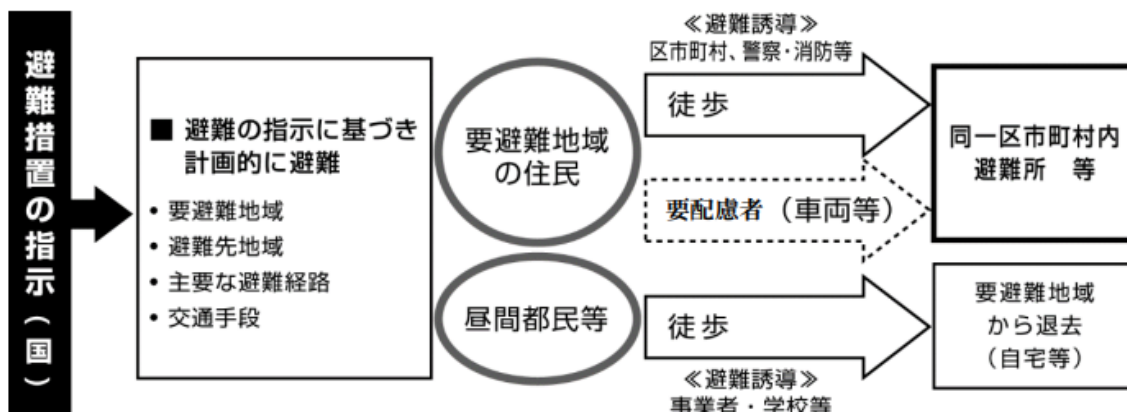 避難措置の指示（国）
■ 避難の指示に基づき
計画的に避難
• 要避難地域
• 避難先地域
• 主要な避難経路
• 交通手段
要避難地域
の住民
昼間都民等
≪避難誘導≫
区市町村、警察・消防等
徒歩
要配慮者（車両等）
徒歩
≪避難誘導≫
事業者・学校等
同一区市町村内
避難所　等
要避難地域
から退去
（自宅等）